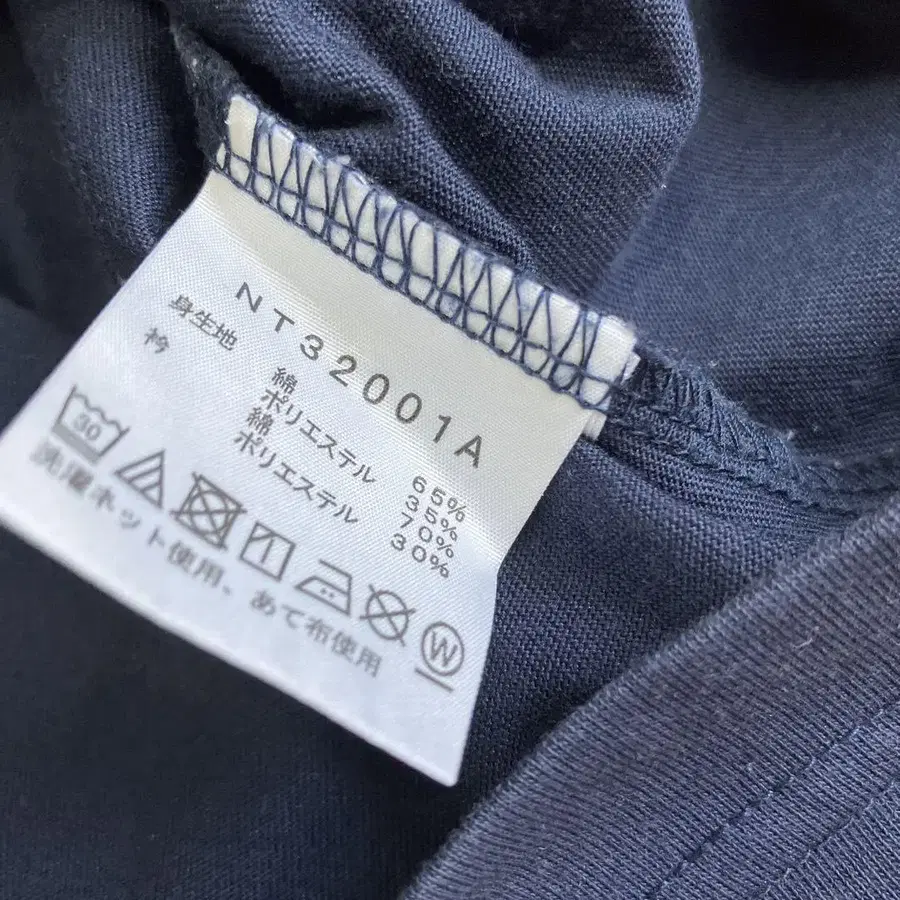 NT32001A
身生地 綿 65%
ポリエステル 35%
衿 綿 70%
ポリエステル 30%
30
W
洗濯ネット使用、あて布使用